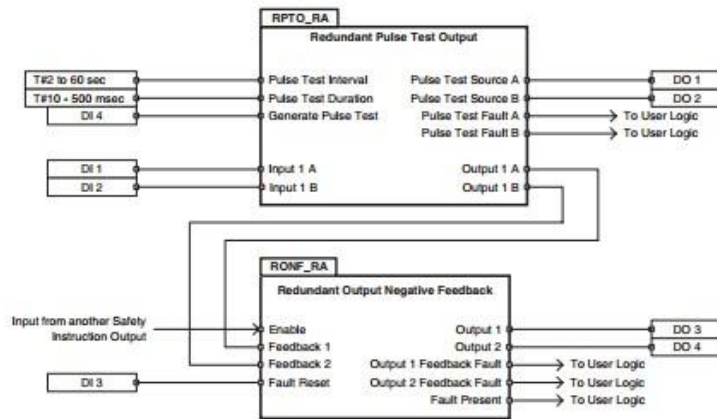 RPTO_RA
Redundant Pulse Test Output
T#2 to 60 sec
Pulse Test Interval
Pulse Test Source A
DO 1
T#10 - 500 msec
Pulse Test Duration
Pulse Test Source B
DO 2
DI 4
Generate Pulse Test
Pulse Test Fault A
To User Logic
Pulse Test Fault B
To User Logic
DI 1
Input 1 A
Output 1 A
DI 2
Input 1 B
Output 1 B
RONF_RA
Redundant Output Negative Feedback
Input from another Safety
Instruction Output
Enable
Output 1
DO 3
Feedback 1
Output 2
DO 4
Feedback 2
Output 1 Feedback Fault
To User Logic
DI 3
Fault Reset
Output 2 Feedback Fault
To User Logic
Fault Present
To User Logic